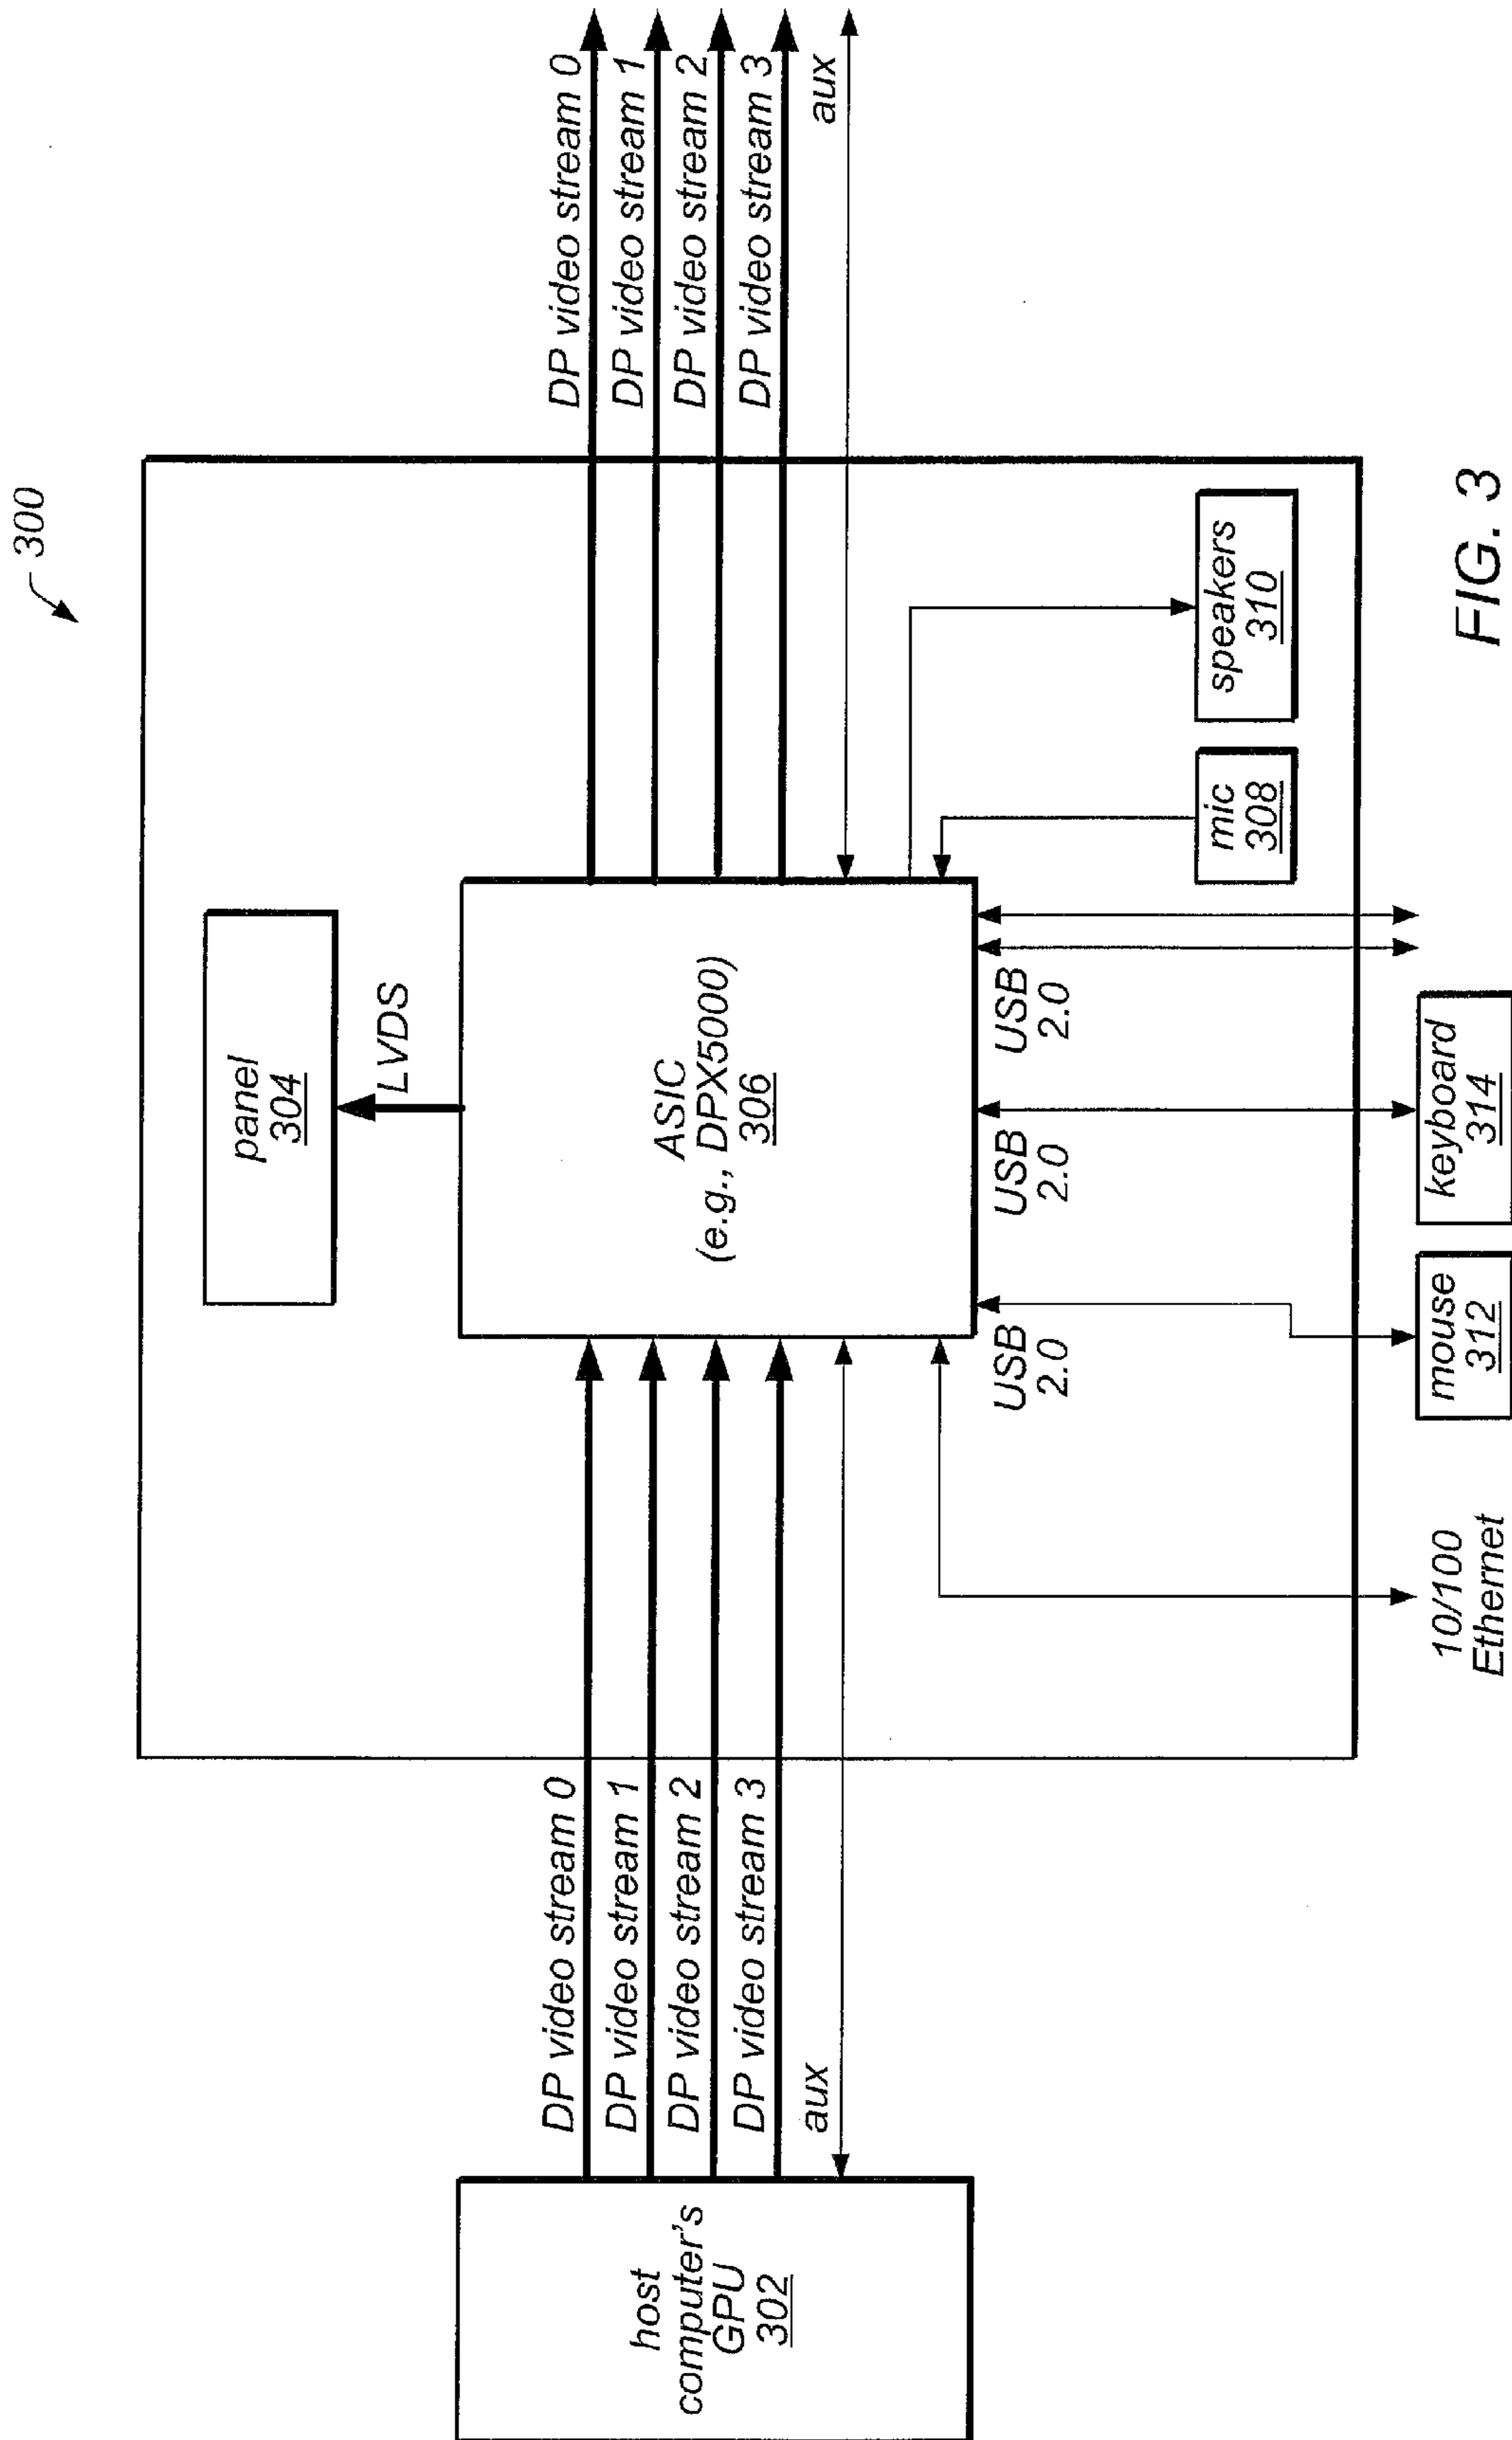 300
host
computer's
GPU
302
DP video stream 0
DP video stream 1
DP video stream 2
DP video stream 3
aux
panel
304
LVDS
ASIC
(e.g., DPX5000)
306
DP video stream 0
DP video stream 1
DP video stream 2
DP video stream 3
aux
USB
2.0
USB
2.0
USB
2.0
mic
308
speakers
310
10/100
Ethernet
mouse
312
keyboard
314
FIG. 3